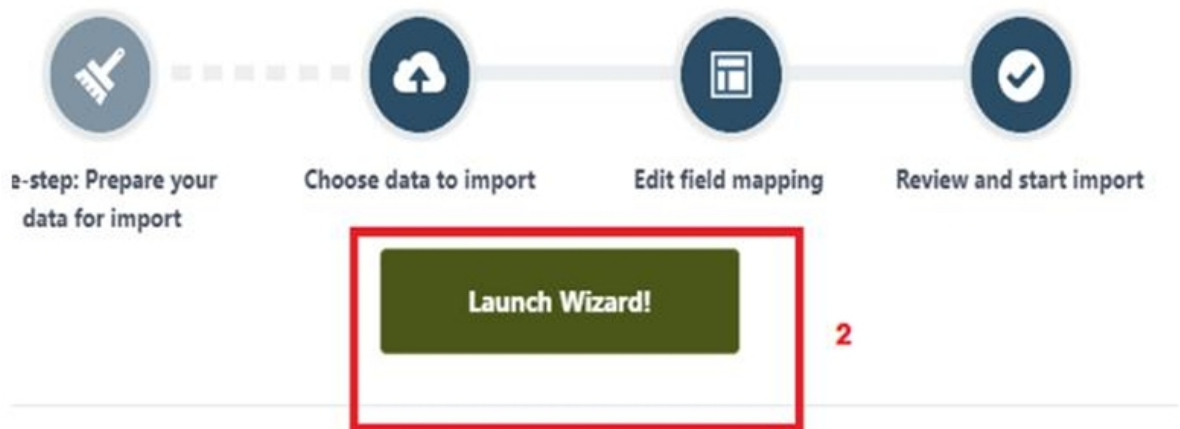 e-step: Prepare your
data for import
Choose data to import
Edit field mapping
Review and start import
Launch Wizard!
2